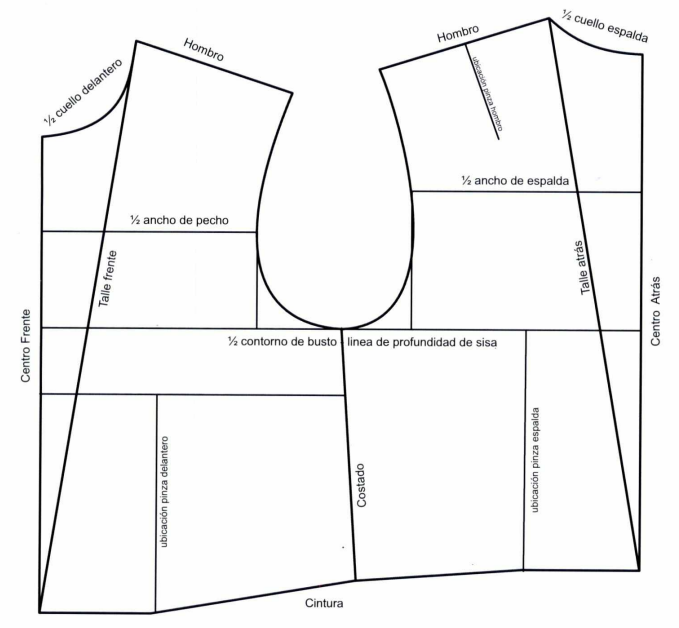 ½ cuello delantero
Hombro
Hombro
½ cuello espalda
ubicación pinza hombro
½ ancho de espalda
½ ancho de pecho
Talle frente
Talle atrás
Centro Frente
Centro Atrás
½ contorno de busto - linea de profundidad de sisa
ubicación pinza delantero
Costado
ubicación pinza espalda
Cintura